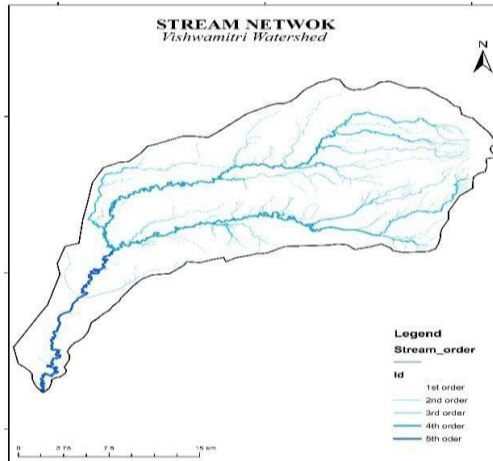 STREAM NETWOK
Vishwamitri Watershed
N
Legend
Stream_order
Id
1st order
2nd order
3rd order
4th order
5th oder
0 3.75 7.5 15 km